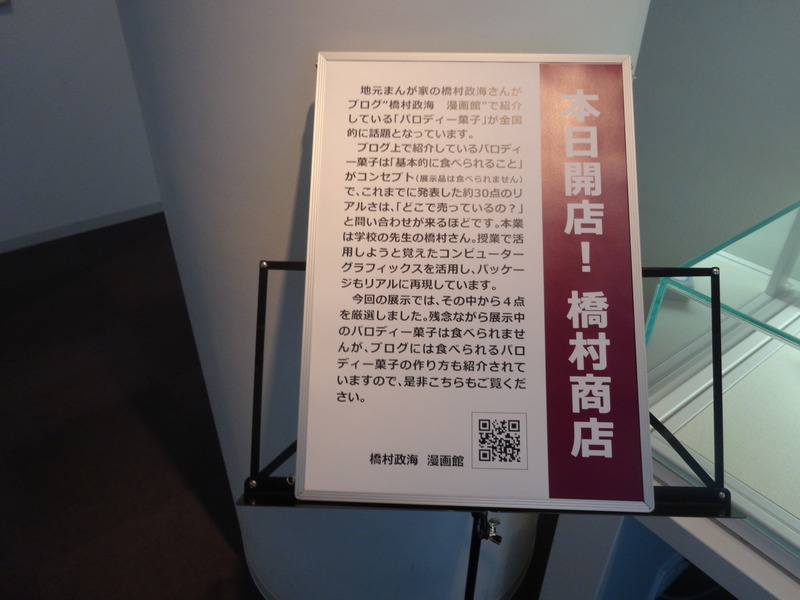 本日開店！ 橋村商店
地元まんが家の橋村政海さんが
ブログ“橋村政海 漫画館”で紹介
している「パロディー菓子」が全国
的に話題となっています。
ブログ上で紹介しているパロディ
ー菓子は「基本的に食べられること」
がコンセプト（展示品は食べられません）
で、これまでに発表した約30点のリ
アルさは、「どこで売っているの？」
と問い合わせが来るほどです。本業
は学校の先生の橋村さん。授業で活
用しようと覚えたコンピューター
グラフィックスを活用し、パッケ
ージもリアルに再現しています。
今回の展示では、その中から４点
を厳選しました。残念ながら展示中
のパロディー菓子は食べられませ
んが、ブログには食べられるパロ
ディー菓子の作り方も紹介されて
いますので、是非こちらもご覧くだ
さい。
橋村政海 漫画館